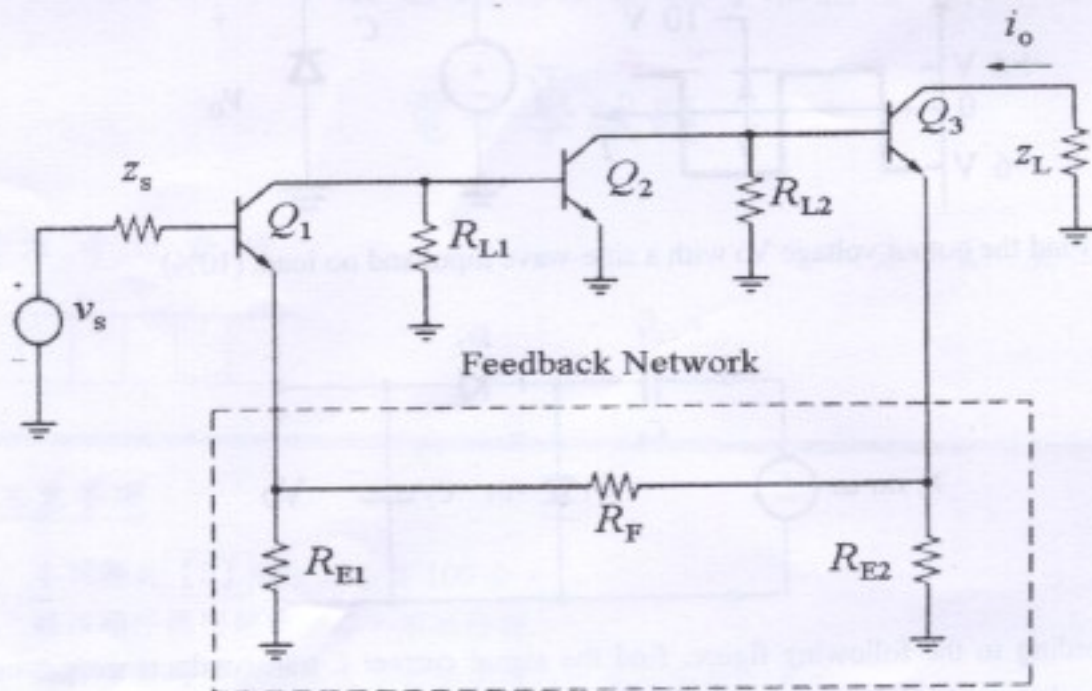 i_o
Q_3
z_L
z_s
Q_1
R_L1
Q_2
R_L2
v_s
Feedback Network
R_F
R_E1
R_E2